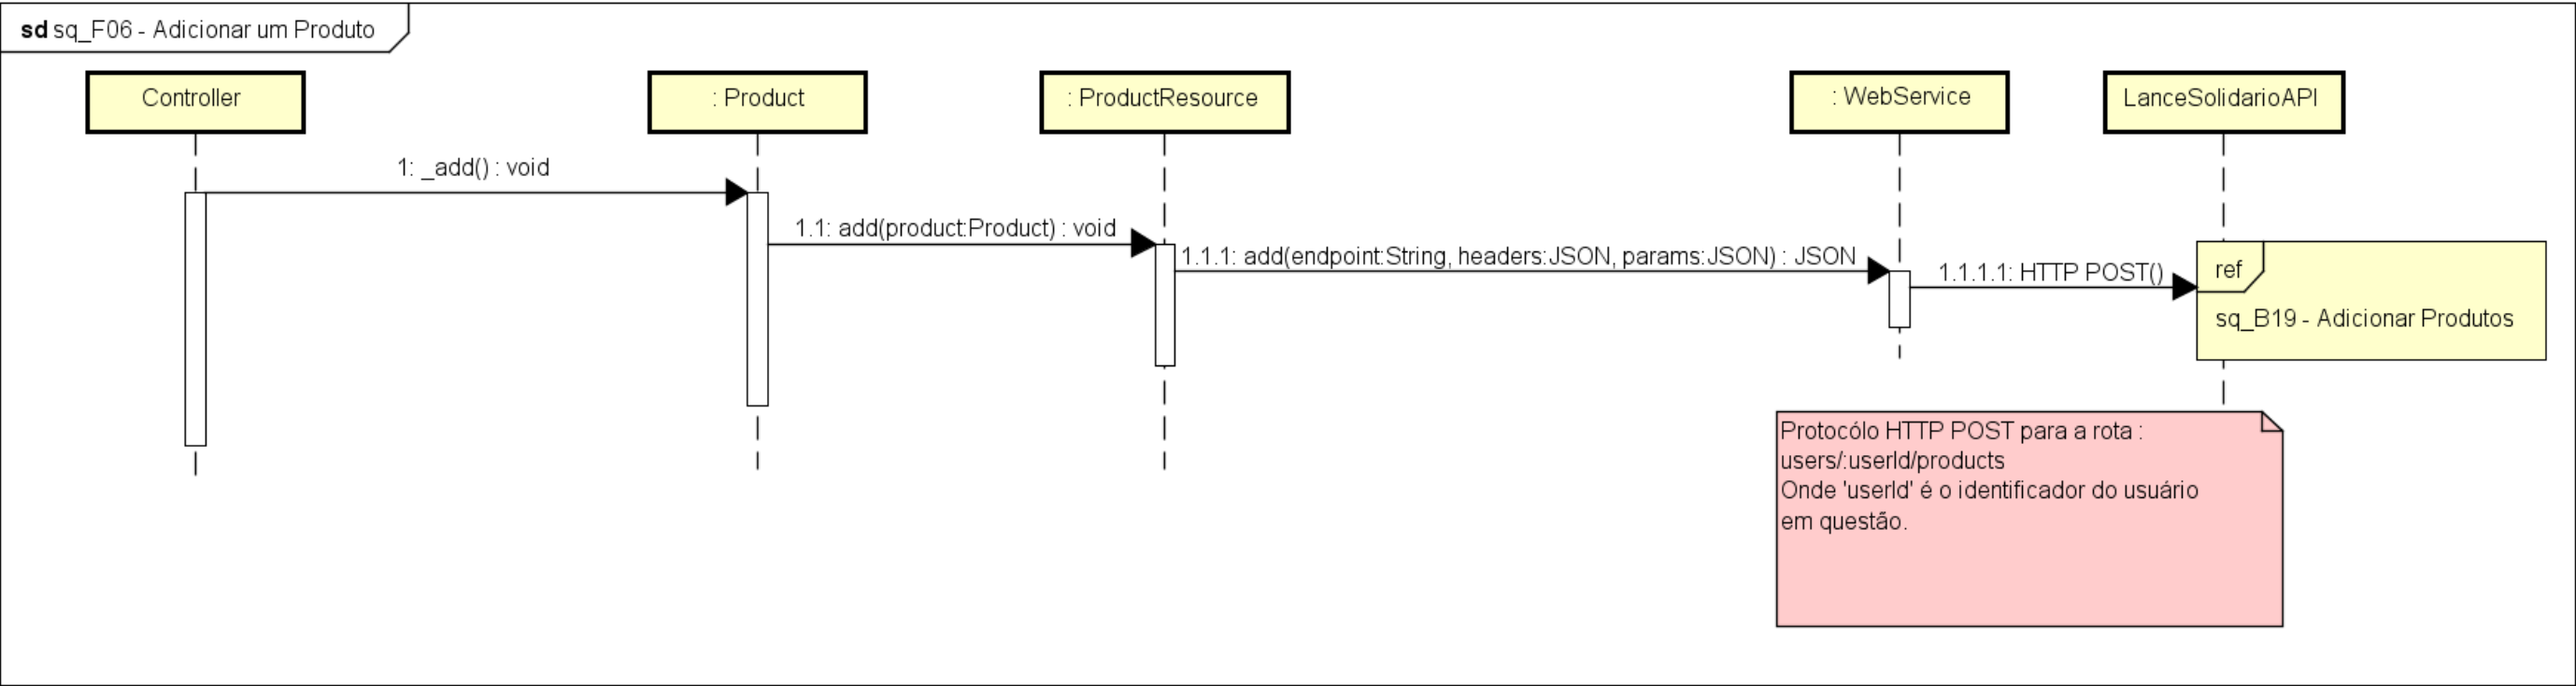 sd sq_F06 - Adicionar um Produto
Controller
: Product
: ProductResource
: WebService
LanceSolidarioAPI
1: _add() : void
1.1: add(product:Product) : void
1.1.1: add(endpoint:String, headers:JSON, params:JSON) : JSON
1.1.1.1: HTTP POST()
ref
sq_B19 - Adicionar Produtos
Protocólo HTTP POST para a rota :
users/:userId/products
Onde 'userId' é o identificador do usuário
em questão.